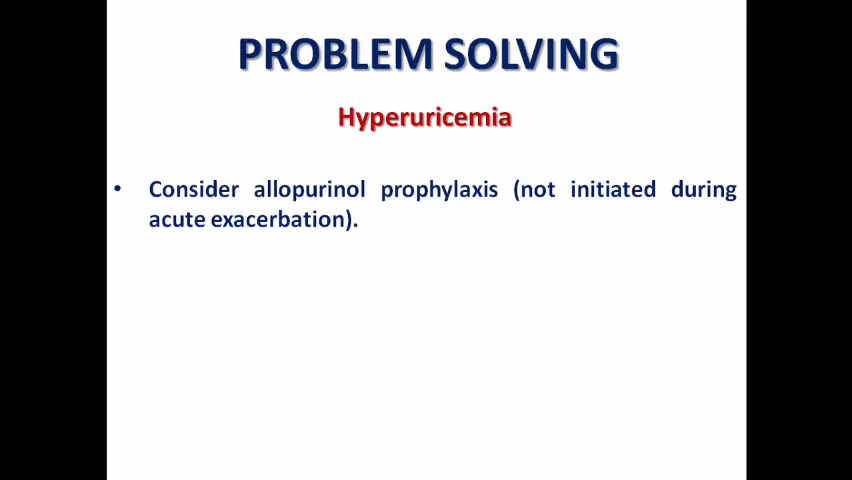 PROBLEM SOLVING
Hyperuricemia
• Consider allopurinol prophylaxis (not initiated during
acute exacerbation).